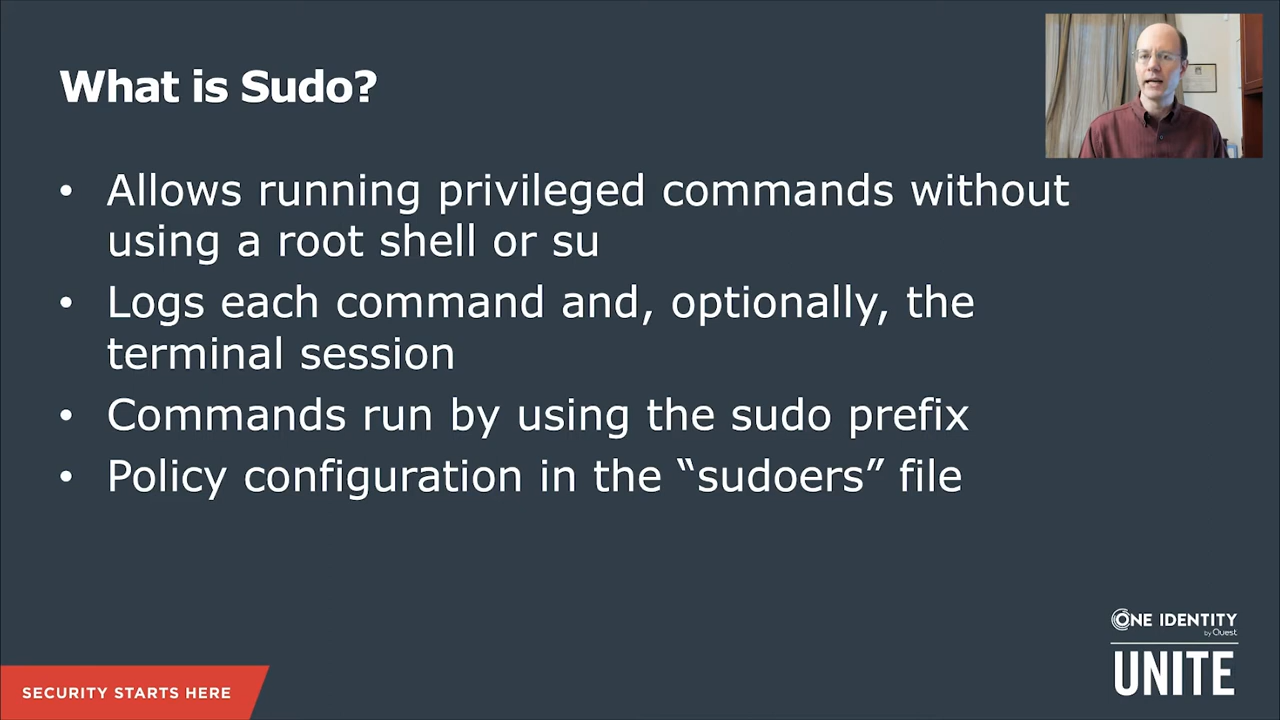 What is Sudo?
• Allows running privileged commands without
using a root shell or su
• Logs each command and, optionally, the
terminal session
• Commands run by using the sudo prefix
• Policy configuration in the “sudoers” file
ONE IDENTITY
by Quest
UNITE
SECURITY STARTS HERE